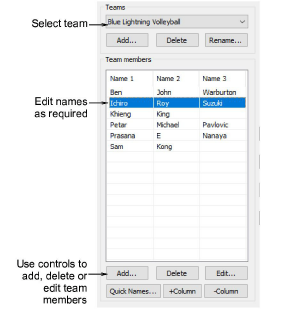 Teams
Select team
Blue Lightning Volleyball
Add... Delete Rename...
Team members
Name 1 Name 2 Name 3
Ben John Warburton
Edit names
as required
Ichiro Roy Suzuki
Khieng King
Petar Michael Pavlovic
Prasana E Nanaya
Sam Kong
Use controls to
add, delete or
edit team
members
Add... Delete Edit...
Quick Names... +Column -Column